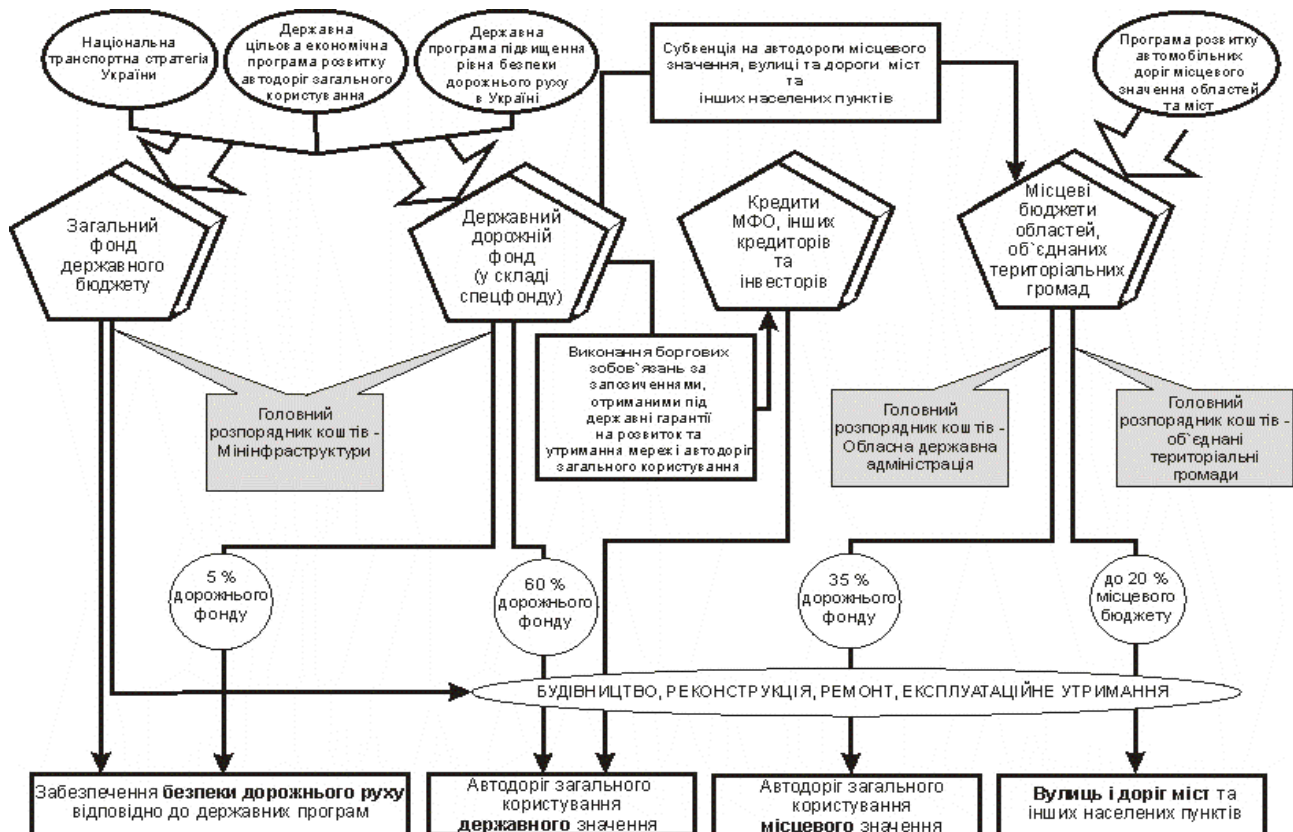 Національна
транспортна стратегія
України
Державна
цільова економічна
програма розвитку
автодоріг загального
користування
Державна
програма підвищення
рівня безпеки
дорожнього руху
в Україні
Субвенція на автодороги місцевого
значення, вулиці та дороги міст
та
інших населених пунктів
Програма розвитку
автомобільних
доріг місцевого
значення областей
та міст
Загальний
фонд
державного
бюджету
Державний
дорожній
фонд
(у складі
спецфонду)
Кредити
МФО, інших
кредиторів
та
інвесторів
Місцеві
бюджети
областей,
об`єднаних
територіальних
громад
Головний
розпорядник коштів -
Мінінфраструктури
Виконання боргових
зобов`язань за
запозиченнями,
отриманими під
державні гарантії
на розвиток та
утримання мережі автодоріг
загального користування
Головний
розпорядник коштів -
Обласна державна
адміністрація
Головний
розпорядник коштів -
об`єднані
територіальні
громади
5 %
дорожнього
фонду
60 %
дорожнього
фонду
35 %
дорожнього
фонду
до 20 %
місцевого
бюджету
БУДІВНИЦТВО, РЕКОНСТРУКЦІЯ, РЕМОНТ, ЕКСПЛУАТАЦІЙНЕ УТРИМАННЯ
Забезпечення безпеки дорожнього руху
відповідно до державних програм
Автодоріг загального
користування
державного значення
Автодоріг загального
користування
місцевого значення
Вулиць і доріг міст та
інших населених пунктів